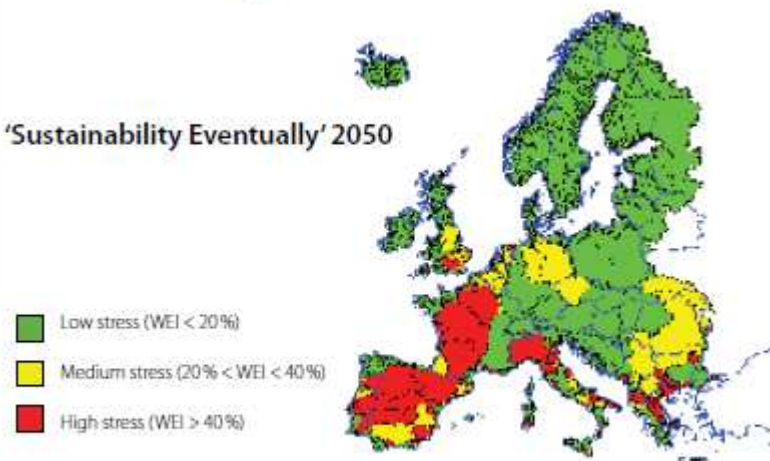 'Sustainability Eventually' 2050
Low stress (WEI < 20%)
Medium stress (20% < WEI < 40%)
High stress (WEI > 40%)